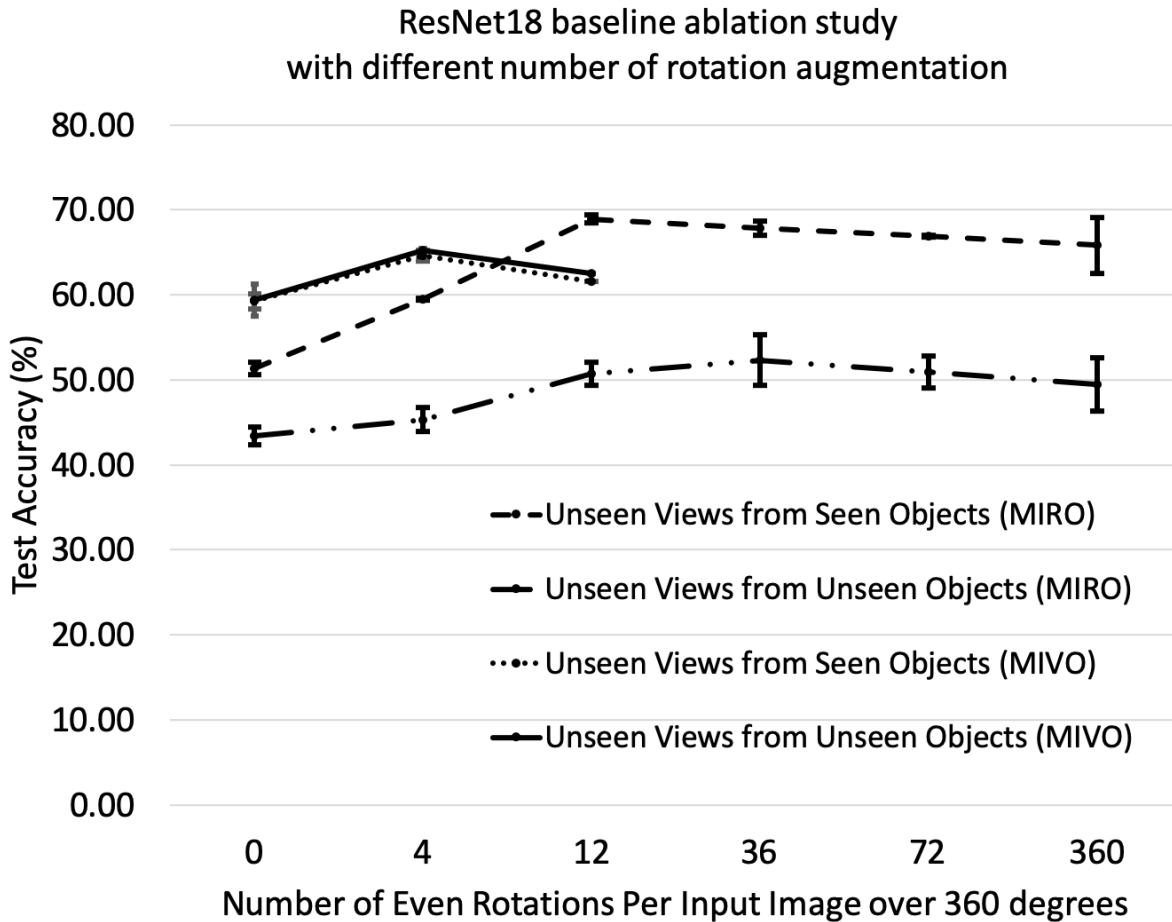 ResNet18 baseline ablation study
with different number of rotation augmentation
80.00
70.00
60.00
50.00
40.00
30.00
20.00
10.00
0.00
Test Accuracy (%)
Unseen Views from Seen Objects (MIRO)
Unseen Views from Unseen Objects (MIRO)
Unseen Views from Seen Objects (MIVO)
Unseen Views from Unseen Objects (MIVO)
0 4 12 36 72 360
Number of Even Rotations Per Input Image over 360 degrees